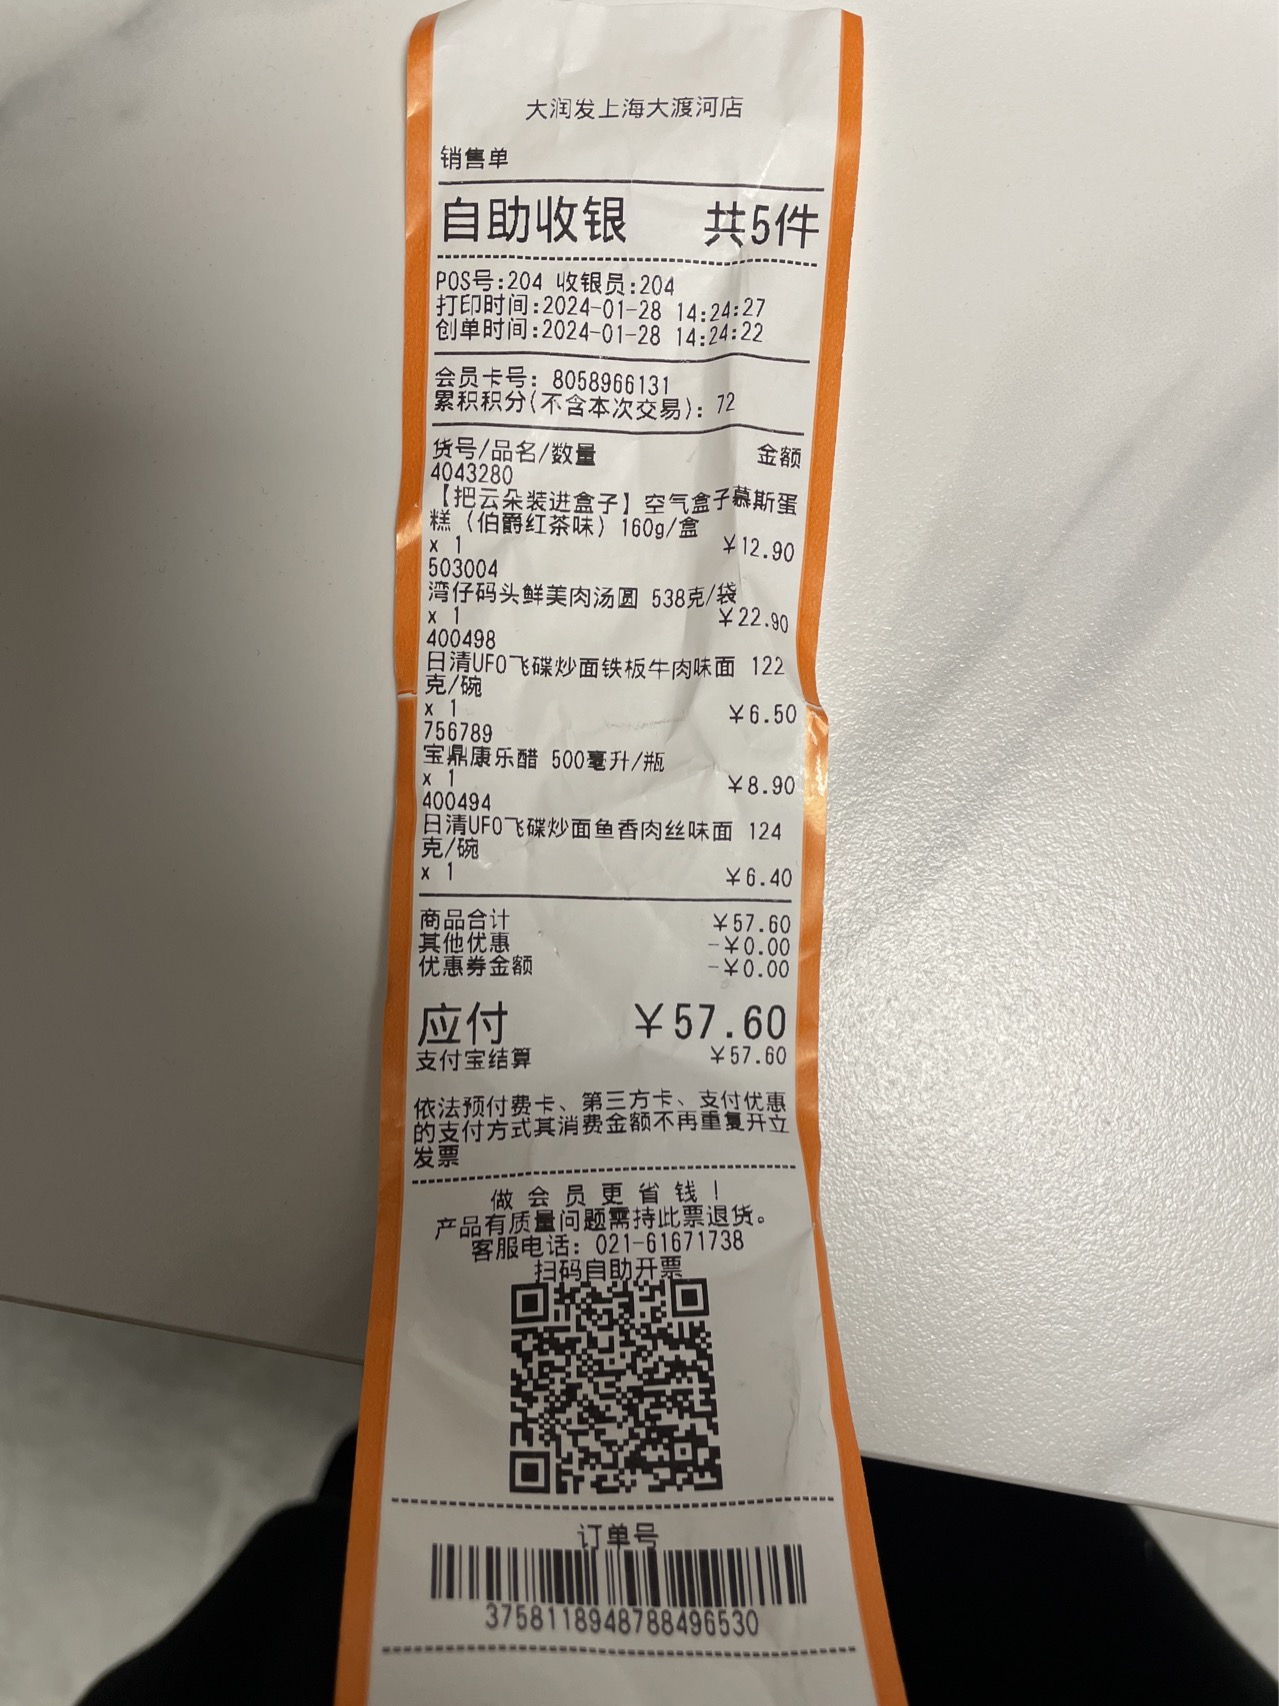 大润发上海大渡河店
销售单
自助收银 共5件
POS号:204 收银员:204
打印时间:2024-01-28 14:24:27
创单时间:2024-01-28 14:24:22
会员卡号: 8058966131
累积积分(不含本次交易): 72
货号/品名/数量 金额
4043280
【把云朵装进盒子】空气盒子慕斯蛋
糕（伯爵红茶味）160g/盒
x 1 ￥12.90
503004
湾仔码头鲜美肉汤圆 538克/袋
x 1 ￥22.90
400498
日清UFO飞碟炒面铁板牛肉味面 122
克/碗
x 1 ￥6.50
756789
宝鼎康乐醋 500毫升/瓶
x 1 ￥8.90
400494
日清UFO飞碟炒面鱼香肉丝味面 124
克/碗
x 1 ￥6.40
商品合计 ￥57.60
其他优惠 -￥0.00
优惠券金额 -￥0.00
应付 ￥57.60
支付宝结算 ￥57.60
依法预付费卡、第三方卡、支付优惠
的支付方式其消费金额不再重复开立
发票
做会员更省钱！
产品有质量问题需持此票退货。
客服电话: 021-61671738
扫码自助开票
订单号
3758118948788496530